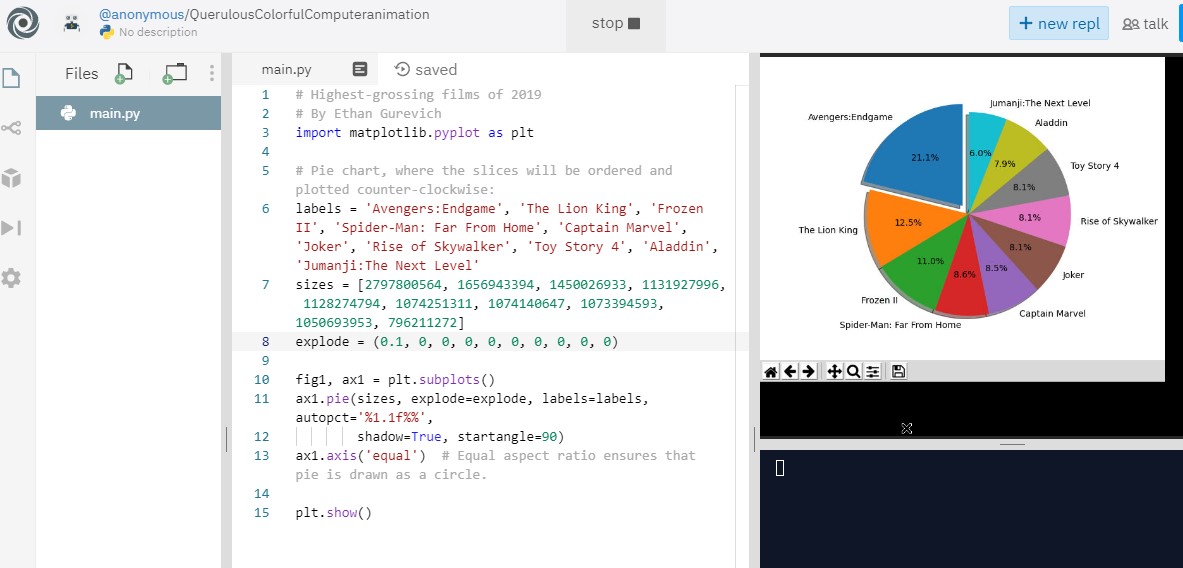 @anonymous/QuerulousColorfulComputeranimation
No description
stop
+ new repl
talk
Files
main.py
main.py
saved
1 # Highest-grossing films of 2019
2 # By Ethan Gurevich
3 import matplotlib.pyplot as plt
4
5 # Pie chart, where the slices will be ordered and
plotted counter-clockwise:
6 labels = 'Avengers:Endgame', 'The Lion King', 'Frozen
II', 'Spider-Man: Far From Home', 'Captain Marvel',
'Joker', 'Rise of Skywalker', 'Toy Story 4', 'Aladdin',
'Jumanji:The Next Level'
7 sizes = [2797800564, 1656943394, 1450026933, 1131927996,
1128274794, 1074251311, 1074140647, 1073394593,
1050693953, 796211272]
8 explode = (0.1, 0, 0, 0, 0, 0, 0, 0, 0, 0)
9
10 fig1, ax1 = plt.subplots()
11 ax1.pie(sizes, explode=explode, labels=labels,
autopct='%1.1f%%',
12 shadow=True, startangle=90)
13 ax1.axis('equal')  # Equal aspect ratio ensures that
pie is drawn as a circle.
14
15 plt.show()
Jumanji:The Next Level
Avengers:Endgame
Aladdin
21.1%
6.0%
7.9%
Toy Story 4
8.1%
The Lion King
12.5%
8.1%
Rise of Skywalker
8.1%
11.0%
8.6%
8.5%
Joker
Frozen II
Captain Marvel
Spider-Man: Far From Home